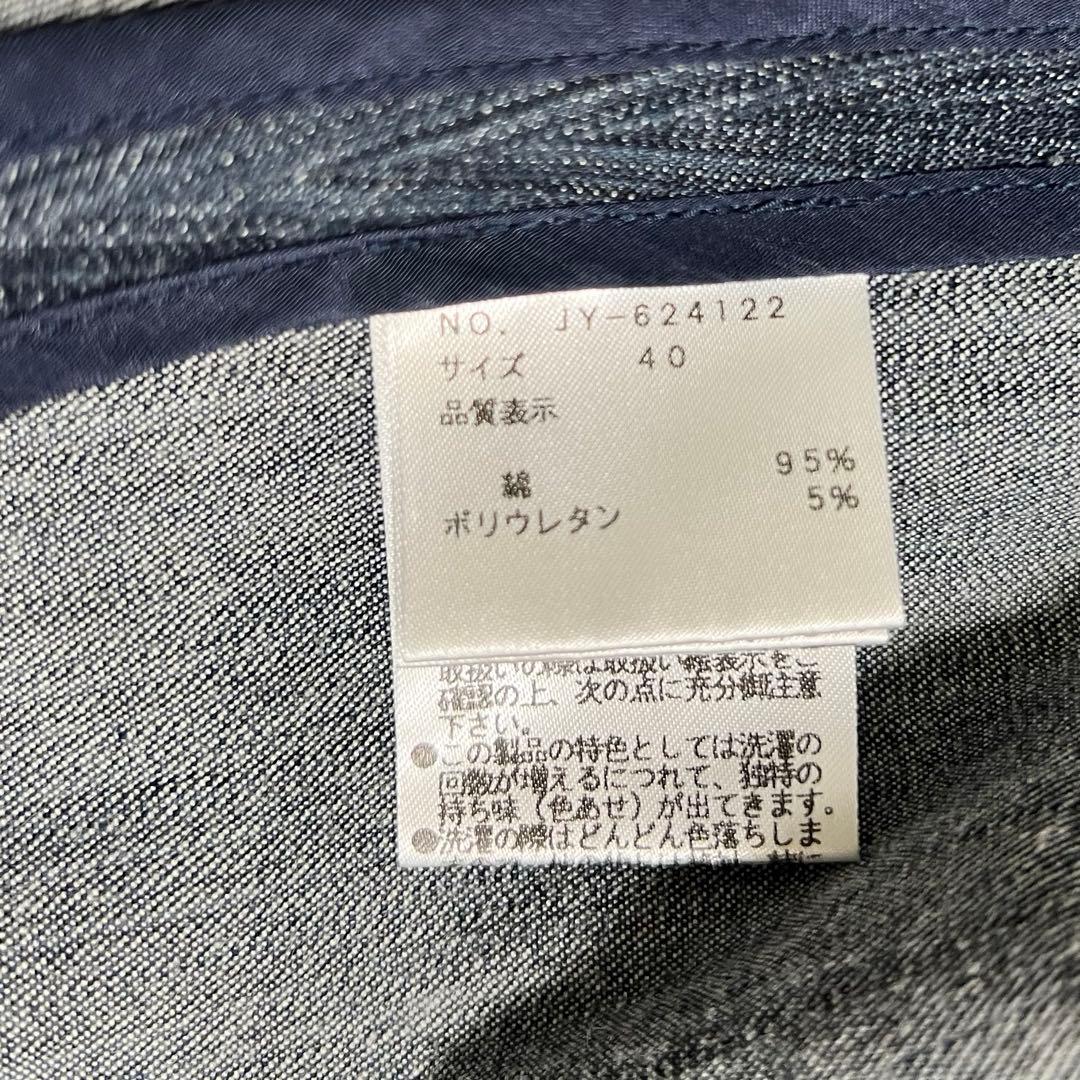 NO. JY-624122
サイズ 40
品質表示
綿 95%
ポリウレタン 5%
取扱いの際は取扱い絵表示をご
確認の上、次の点に充分御注意
下さい。
●この製品の特色としては洗濯の
回数が増えるにつれて、独特の
持ち味（色あせ）が出てきます。
●洗濯の際はどんどん色落ちしま